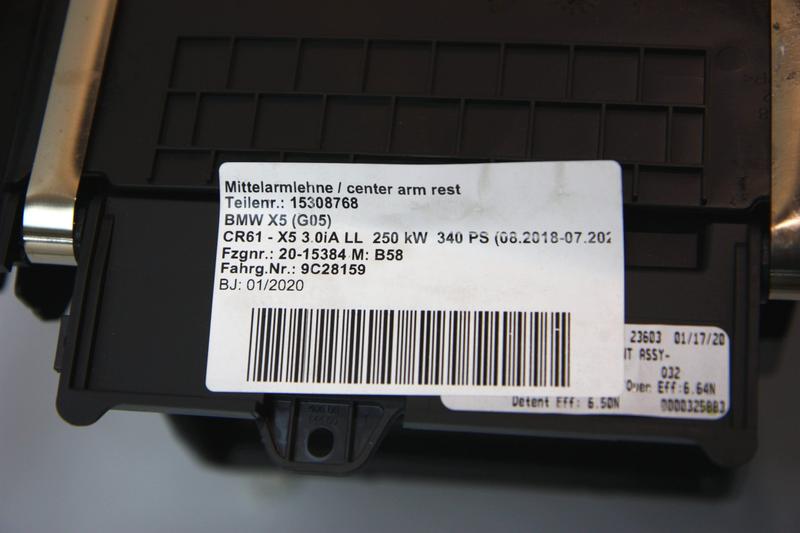 Mittelarmlehne / center arm rest
Teilenr.: 15308768
BMW X5 (G05)
CR61 - X5 3.0iA LL 250 kW 340 PS (08.2018-07.202
Fzgnr.: 20-15384 M: B58
Fahrg.Nr.: 9C28159
BJ: 01/2020
23603 01/17/20
ASSY-
032
Oper. Eff:6.64N
Detent Eff: 6.50N
0000325883